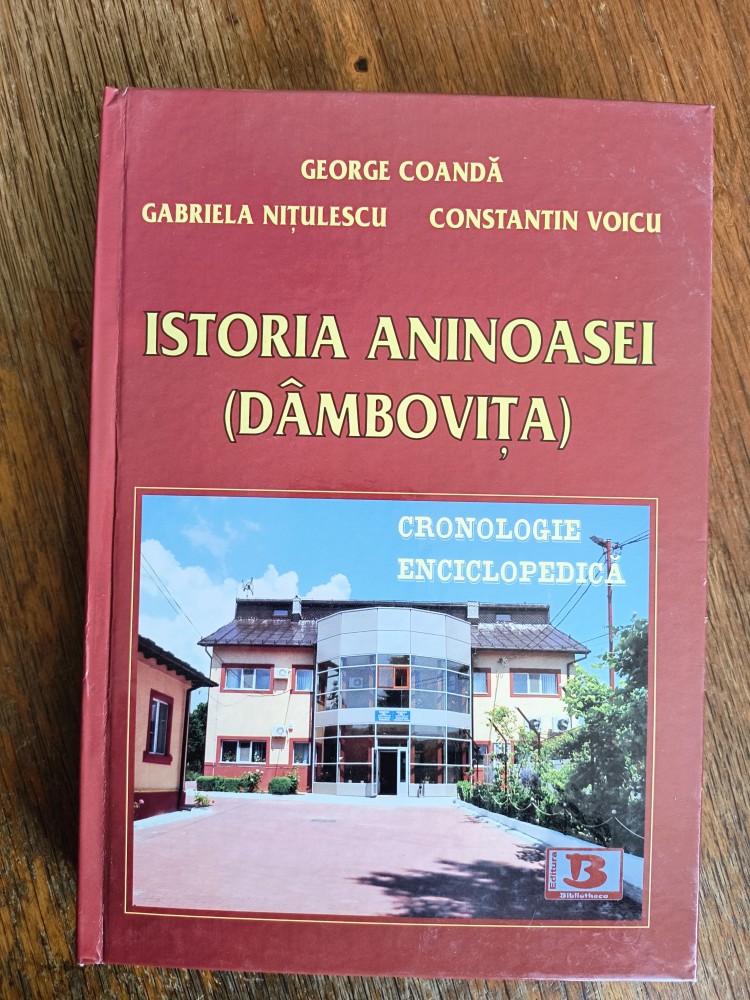 GEORGE COANDĂ
GABRIELA NIȚULESCU CONSTANTIN VOICU
ISTORIA ANINOASEI
(DÂMBOVIȚA)
CRONOLOGIE
ENCICLOPEDICĂ
Editura
B
Bibliotheca